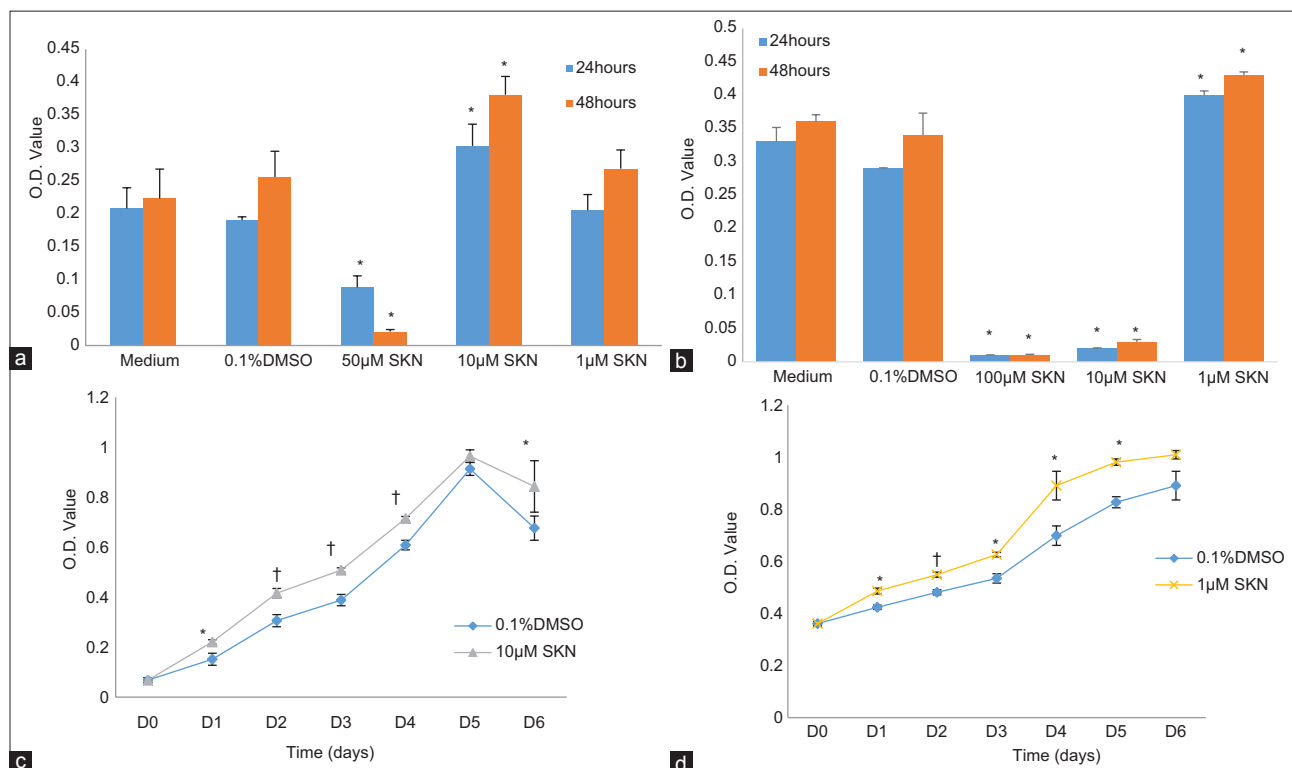 0.45
0.4
0.35
0.3
0.25
0.2
0.15
0.1
0.05
0
O.D. Value
24hours
48hours
* * * * 
Medium 0.1%DMSO 50µM SKN 10µM SKN 1µM SKN
a
0.5
0.45
0.4
0.35
0.3
0.25
0.2
0.15
0.1
0.05
0
O.D. Value
24hours
48hours
* * * * * *
Medium 0.1%DMSO 100µM SKN 10µM SKN 1µM SKN
b
1.2
1
0.8
0.6
0.4
0.2
0
O.D. Value
* † † † *
0.1%DMSO
10µM SKN
D0 D1 D2 D3 D4 D5 D6
Time (days)
c
1.2
1
0.8
0.6
0.4
0.2
0
O.D. Value
* † * * *
0.1%DMSO
1µM SKN
D0 D1 D2 D3 D4 D5 D6
Time (days)
d